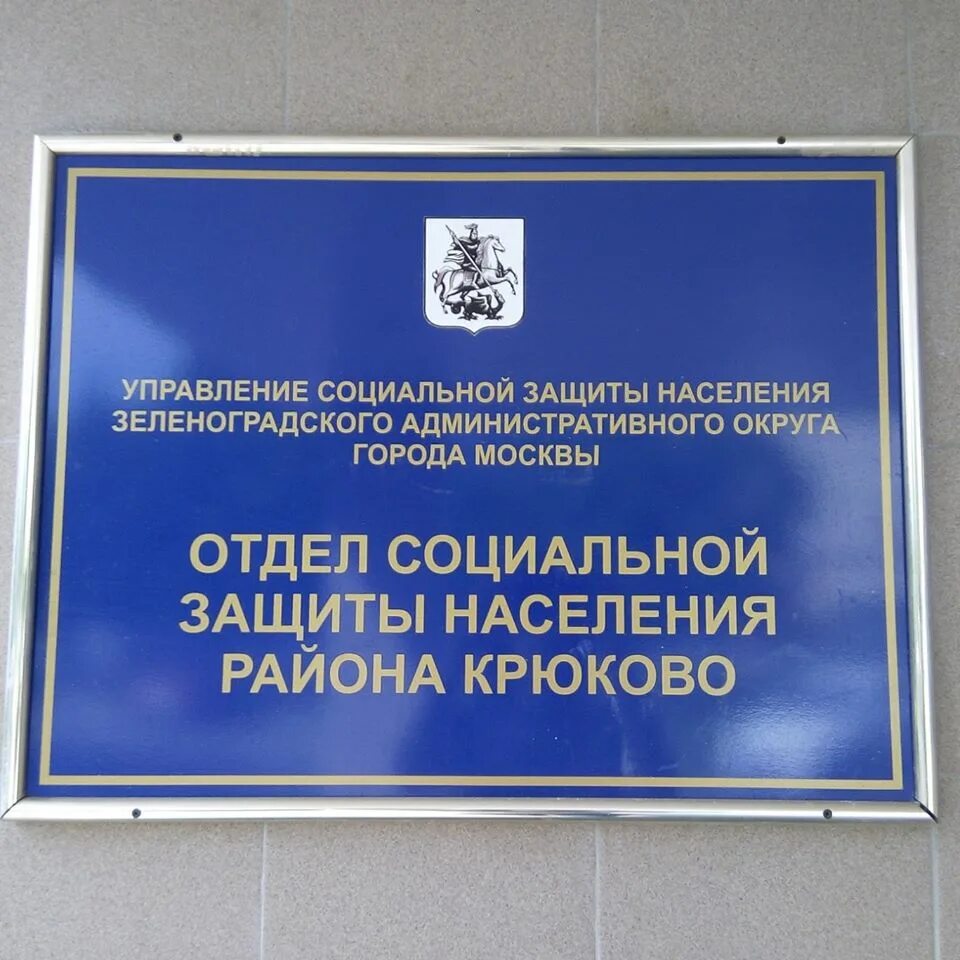 УПРАВЛЕНИЕ СОЦИАЛЬНОЙ ЗАЩИТЫ НАСЕЛЕНИЯ
ЗЕЛЕНОГРАДСКОГО АДМИНИСТРАТИВНОГО ОКРУГА
ГОРОДА МОСКВЫ
ОТДЕЛ СОЦИАЛЬНОЙ
ЗАЩИТЫ НАСЕЛЕНИЯ
РАЙОНА КРЮКОВО